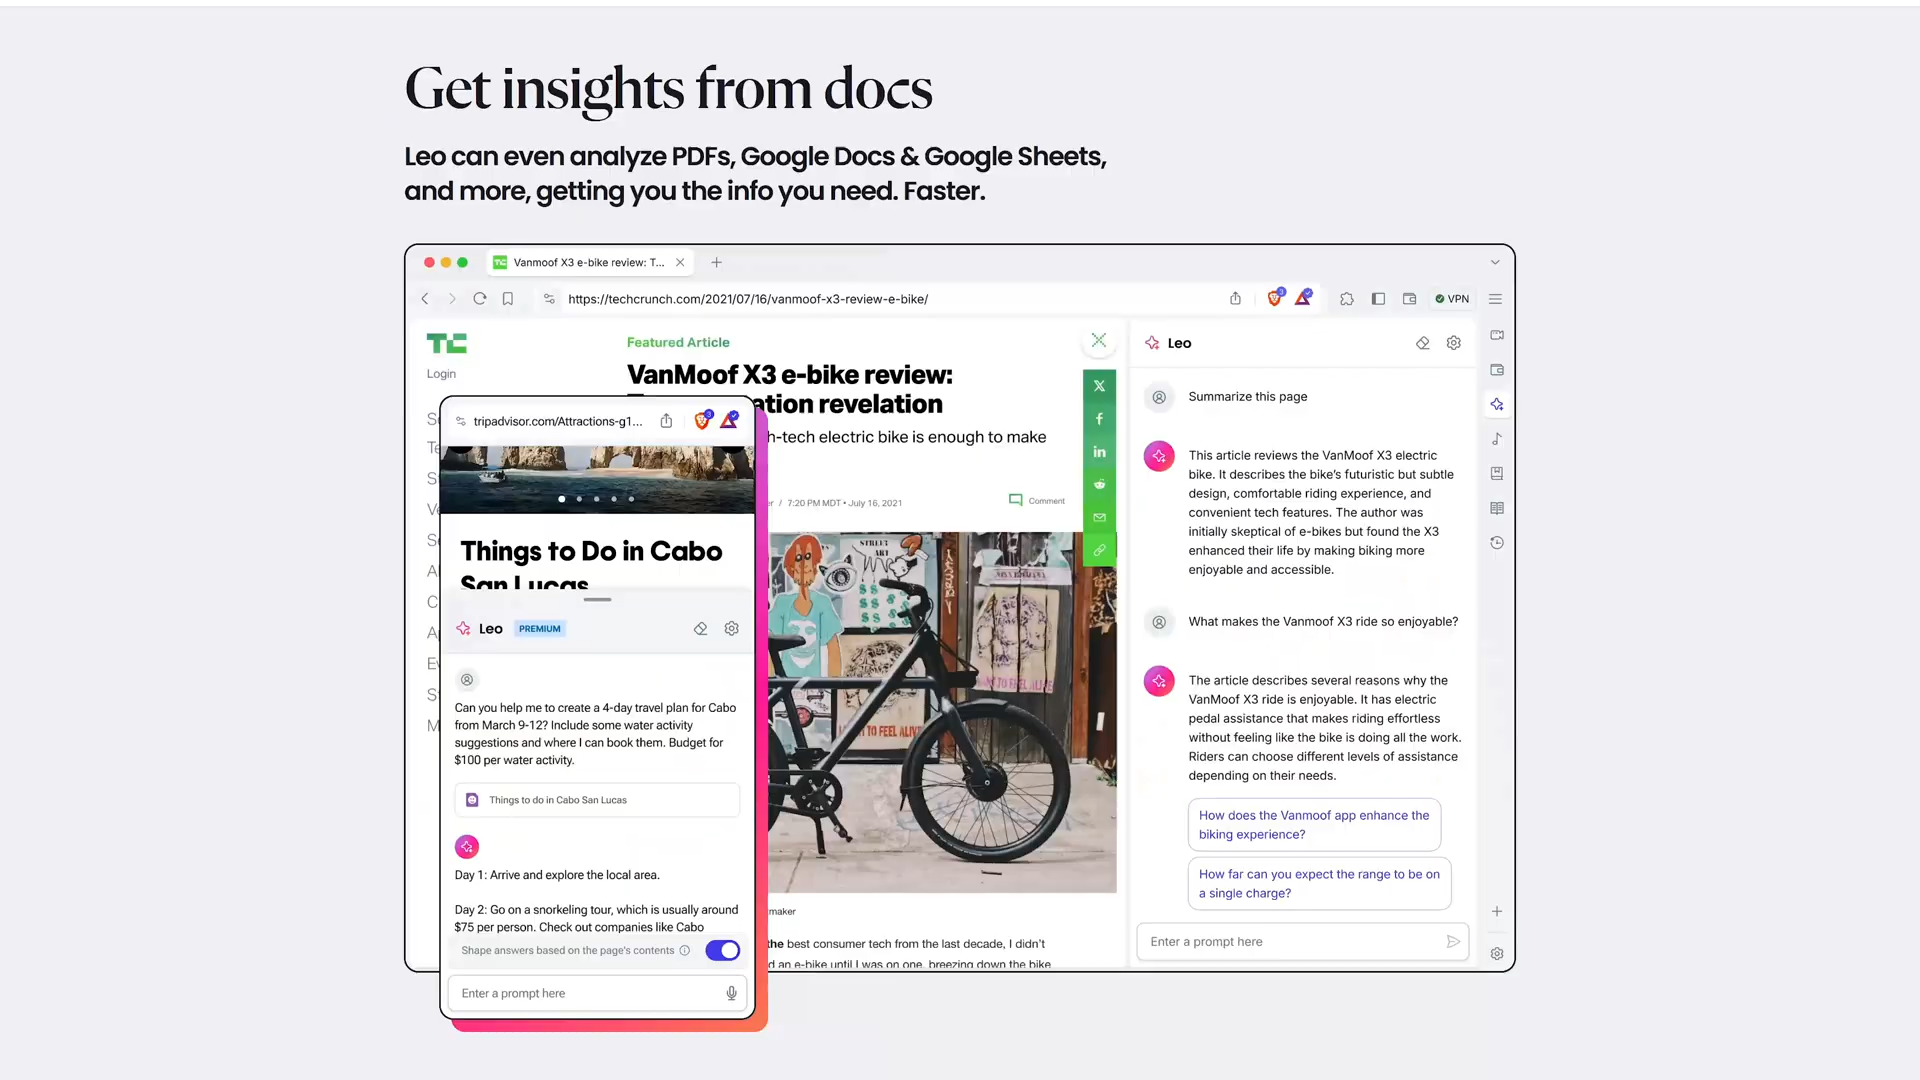 Get insights from docs
Leo can even analyze PDFs, Google Docs & Google Sheets,
and more, getting you the info you need. Faster.
Vanmoof X3 e-bike review: T...
https://techcrunch.com/2021/07/16/vanmoof-x3-review-e-bike/
VPN
TC
Login
Featured Article
VanMoof X3 e-bike review:
ation revelation
h-tech electric bike is enough to make
/ 7:20 PM MDT • July 16, 2021
Comment
STREET
ART
maker
the best consumer tech from the last decade, I didn't
d an e-bike until I was on one, breezing down the bike
tripadvisor.com/Attractions-g1...
Things to Do in Cabo
San Lucas
Leo
PREMIUM
Can you help me to create a 4-day travel plan for Cabo
from March 9-12? Include some water activity
suggestions and where I can book them. Budget for
$100 per water activity.
Things to do in Cabo San Lucas
Day 1: Arrive and explore the local area.
Day 2: Go on a snorkeling tour, which is usually around
$75 per person. Check out companies like Cabo
Shape answers based on the page's contents
Enter a prompt here
Leo
Summarize this page
This article reviews the VanMoof X3 electric
bike. It describes the bike's futuristic but subtle
design, comfortable riding experience, and
convenient tech features. The author was
initially skeptical of e-bikes but found the X3
enhanced their life by making biking more
enjoyable and accessible.
What makes the Vanmoof X3 ride so enjoyable?
The article describes several reasons why the
VanMoof X3 ride is enjoyable. It has electric
pedal assistance that makes riding effortless
without feeling like the bike is doing all the work.
Riders can choose different levels of assistance
depending on their needs.
How does the Vanmoof app enhance the
biking experience?
How far can you expect the range to be on
a single charge?
Enter a prompt here